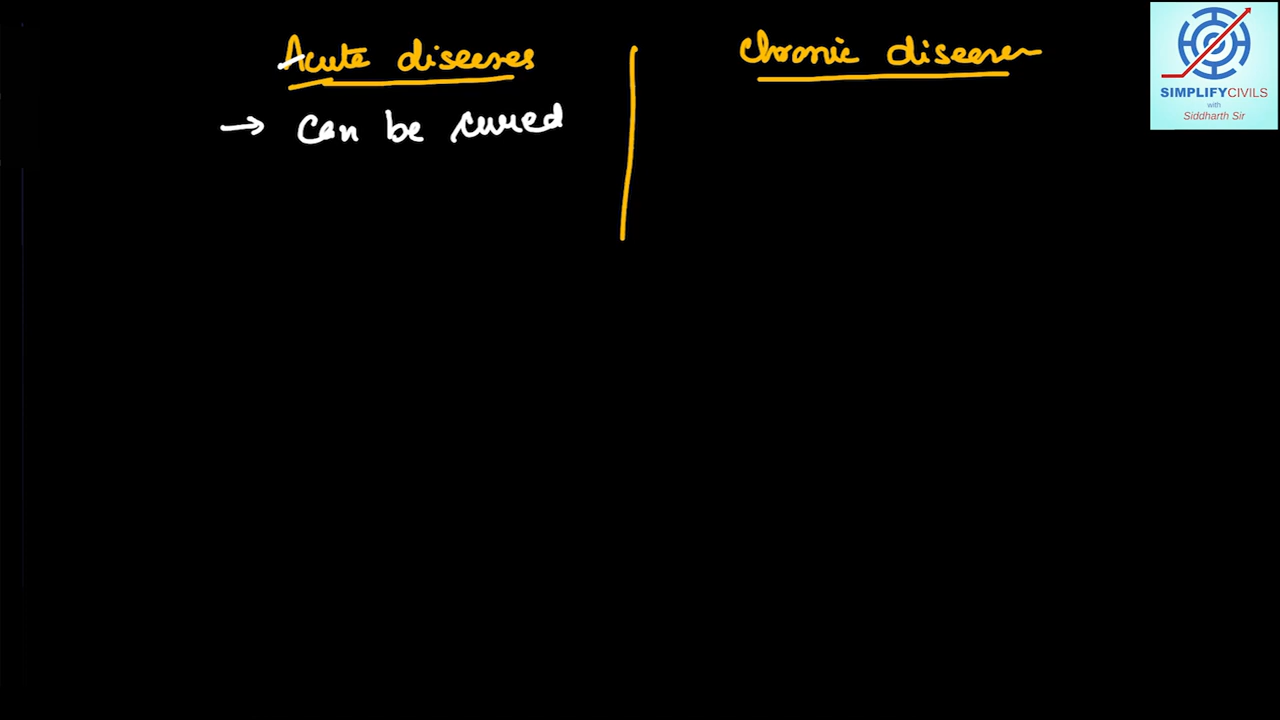 Acute diseases
Chronic diseases
→ can be cured
SIMPLIFYCIVILS
with
Siddharth Sir